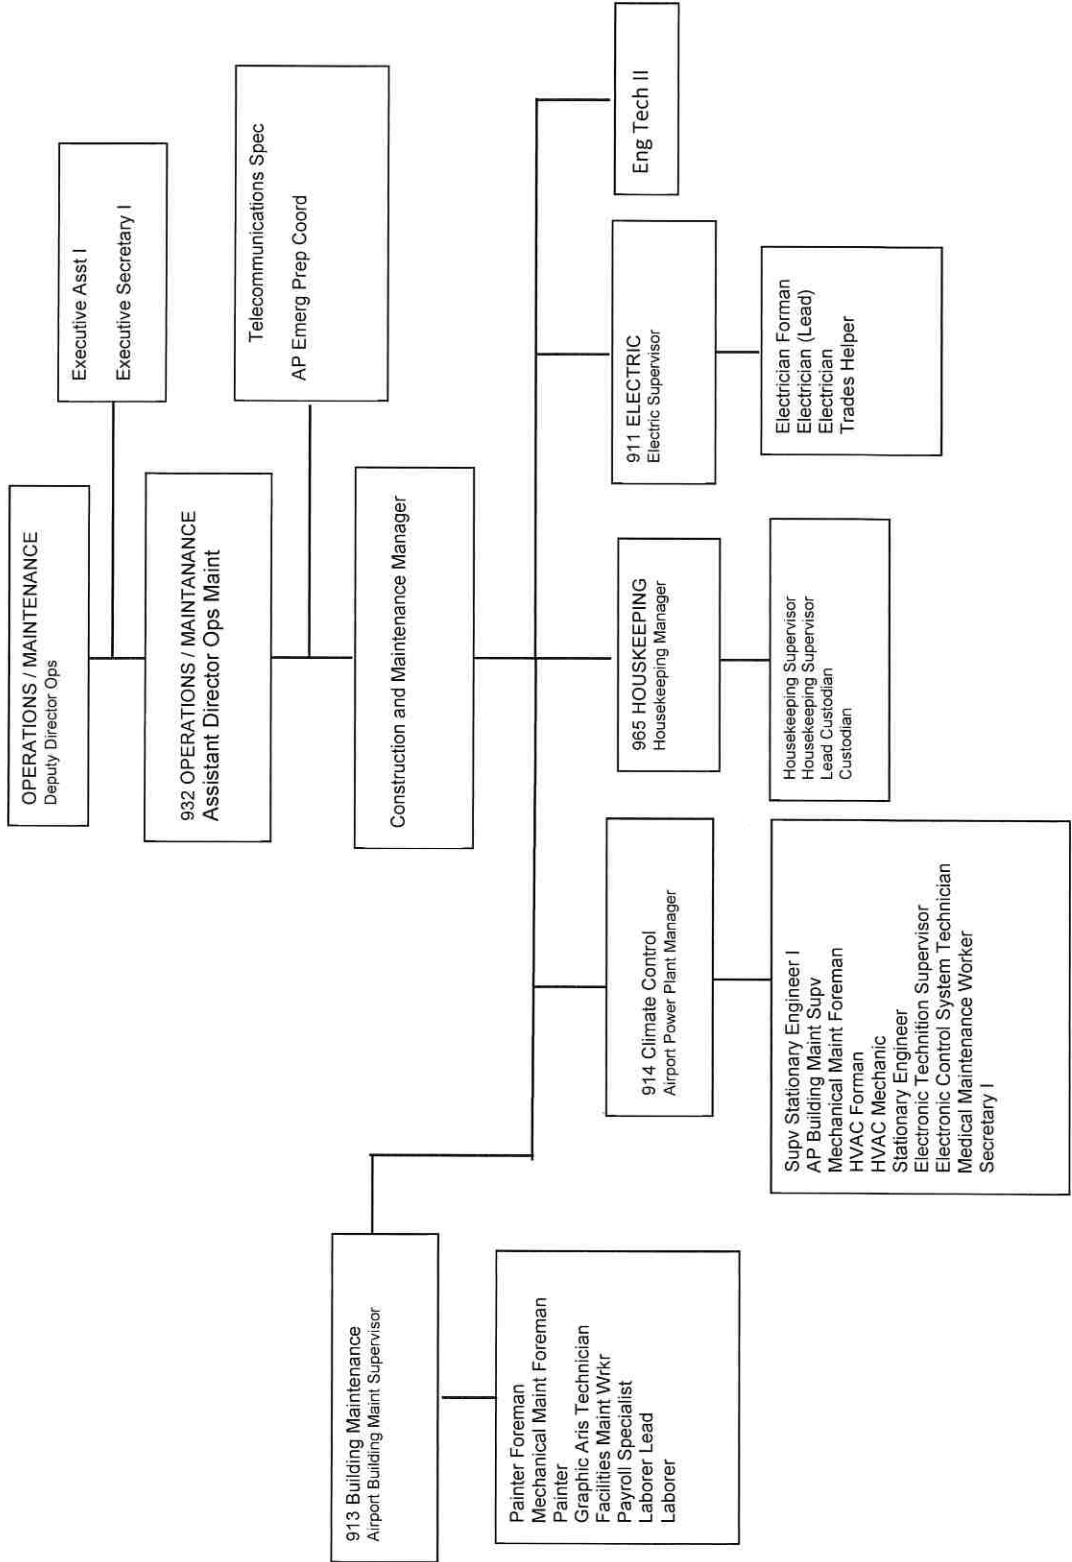 OPERATIONS / MAINTENANCE
Deputy Director Ops
Executive Asst I
Executive Secretary I
932 OPERATIONS / MAINTANANCE
Assistant Director Ops Maint
Telecommunications Spec
AP Emerg Prep Coord
Construction and Maintenance Manager
913 Building Maintenance
Airport Building Maint Supervisor
Painter Foreman
Mechanical Maint Foreman
Painter
Graphic Aris Technician
Facilities Maint Wrkr
Payroll Specialist
Laborer Lead
Laborer
914 Climate Control
Airport Power Plant Manager
Supv Stationary Engineer I
AP Building Maint Supv
Mechanical Maint Foreman
HVAC Forman
HVAC Mechanic
Stationary Engineer
Electronic Technition Supervisor
Electronic Control System Technician
Medical Maintenance Worker
Secretary I
965 HOUSKEEPING
Housekeeping Manager
Housekeeping Supervisor
Housekeeping Supervisor
Lead Custodian
Custodian
911 ELECTRIC
Electric Supervisor
Electrician Forman
Electrician (Lead)
Electrician
Trades Helper
Eng Tech II